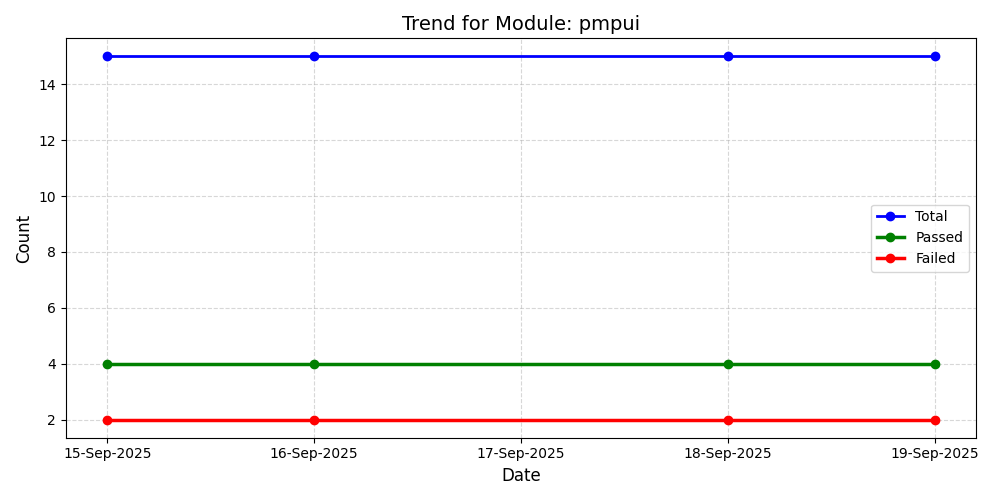 Trend for Module: pmpui
Count
14
12
10
8
6
4
2
Total
Passed
Failed
15-Sep-2025
16-Sep-2025
17-Sep-2025
18-Sep-2025
19-Sep-2025
Date